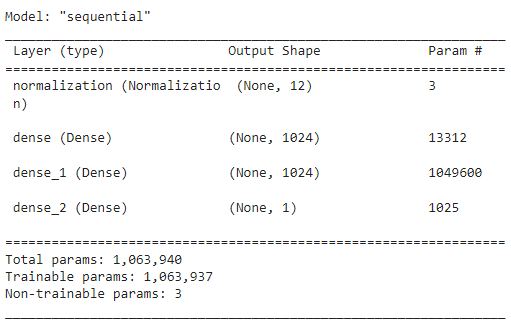 Model: "sequential"
_________________________________________________________________
Layer (type) Output Shape Param #
=================================================================
normalization (Normalizatio (None, 12) 3
n)
dense (Dense) (None, 1024) 13312
dense_1 (Dense) (None, 1024) 1049600
dense_2 (Dense) (None, 1) 1025
=================================================================
Total params: 1,063,940
Trainable params: 1,063,937
Non-trainable params: 3
_________________________________________________________________